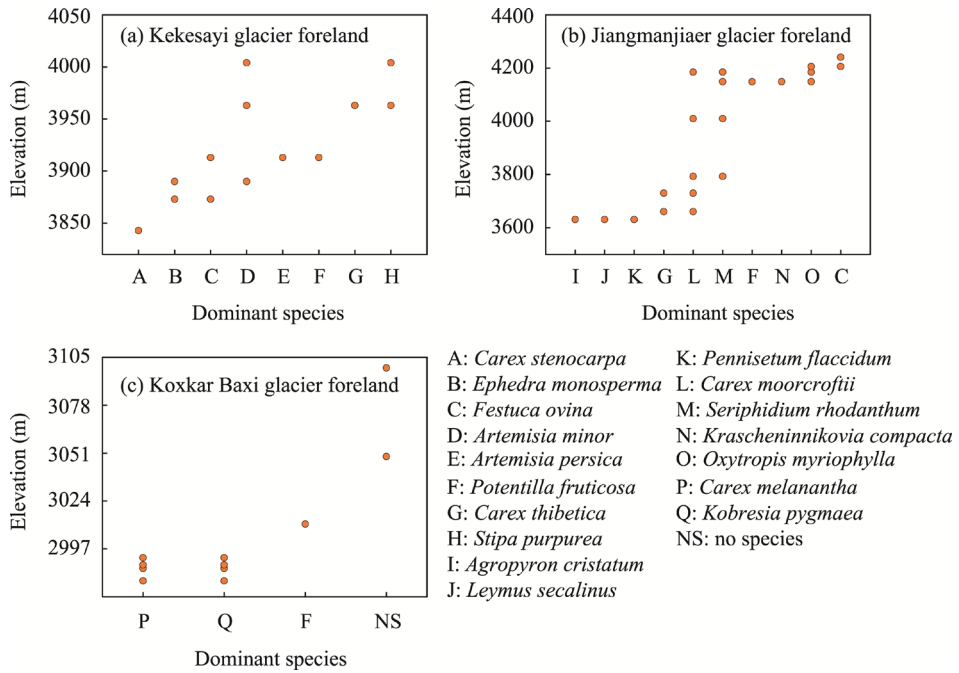 (a) Kekesayi glacier foreland
4050
4000
3950
3900
3850
Elevation (m)
A B C D E F G H
Dominant species
(b) Jiangmanjiaer glacier foreland
4400
4200
4000
3800
3600
Elevation (m)
I J K G L M F N O C
Dominant species
(c) Koxkar Baxi glacier foreland
3105
3078
3051
3024
2997
Elevation (m)
P Q F NS
Dominant species
A: Carex stenocarpa
B: Ephedra monosperma
C: Festuca ovina
D: Artemisia minor
E: Artemisia persica
F: Potentilla fruticosa
G: Carex thibetica
H: Stipa purpurea
I: Agropyron cristatum
J: Leymus secalinus
K: Pennisetum flaccidum
L: Carex moorcroftii
M: Seriphidium rhodanthum
N: Krascheninnikovia compacta
O: Oxytropis myriophylla
P: Carex melanantha
Q: Kobresia pygmaea
NS: no species